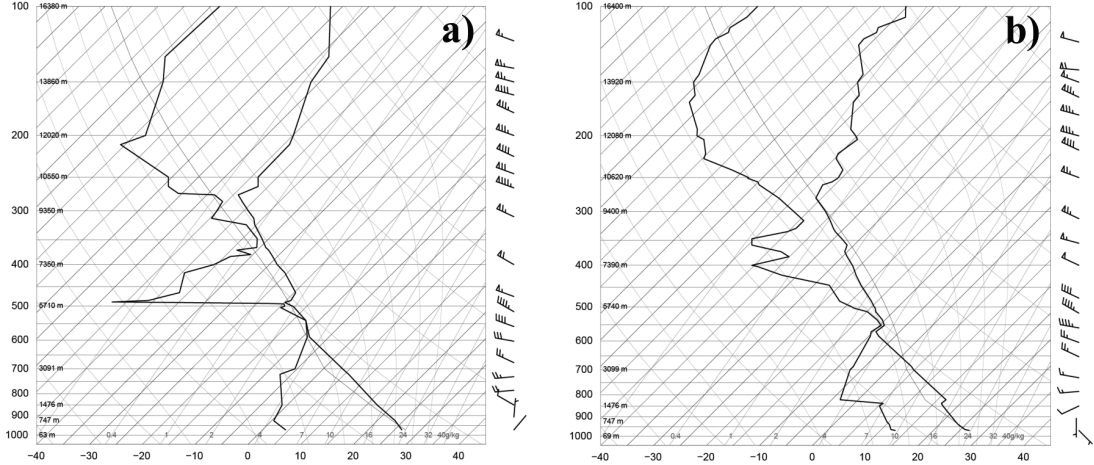 a)
100 16380 m
13860 m
200 12020 m
10550 m
300 9350 m
400 7350 m
500 5710 m
600
700 3091 m
800
900 1476 m
747 m
1000 63 m 0.4 1 2 4 7 10 16 24 32 40g/kg
-40 -30 -20 -10 0 10 20 30 40
b)
100 16400 m
13920 m
200 12080 m
10620 m
300 9400 m
400 7390 m
500 5740 m
600
700 3099 m
800
900 1476 m
747 m
1000 69 m 0.4 1 2 4 7 10 16 24 32 40g/kg
-40 -30 -20 -10 0 10 20 30 40